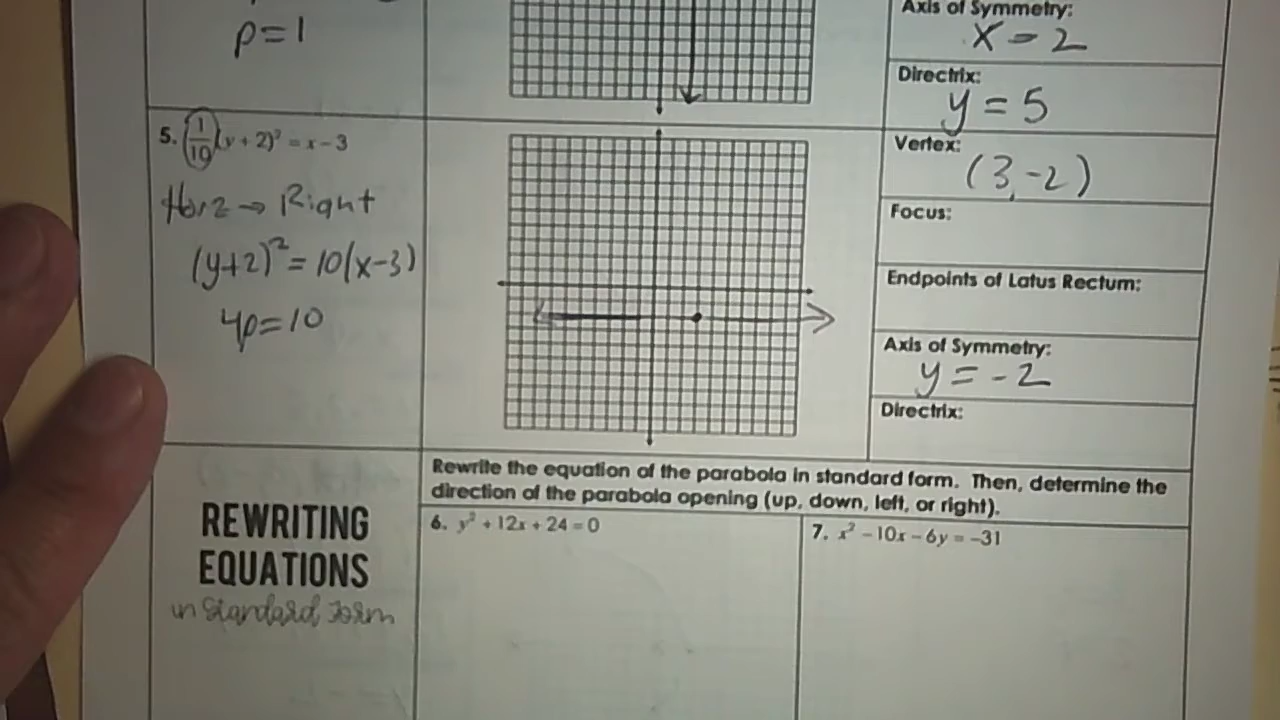 p=1
Axis of Symmetry:
x=2
Directrix:
y=5
5. 1/10 (y + 2)² = x - 3
Horz → Right
(y+2)² = 10(x-3)
4p=10
Vertex:
(3,-2)
Focus:
Endpoints of Latus Rectum:
Axis of Symmetry:
y = -2
Directrix:
REWRITING
EQUATIONS
in Standard Form
Rewrite the equation of the parabola in standard form. Then, determine the
direction of the parabola opening (up, down, left, or right).
6. y² + 12x + 24 = 0
7. x² - 10x - 6y = -31